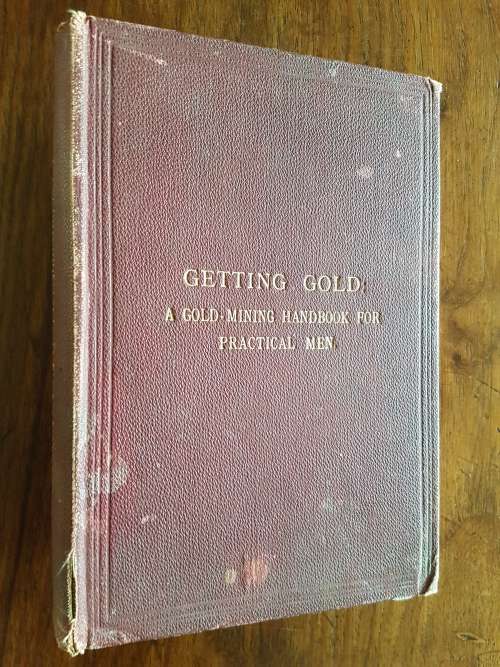 GETTING GOLD:
A GOLD-MINING HANDBOOK FOR
PRACTICAL MEN.